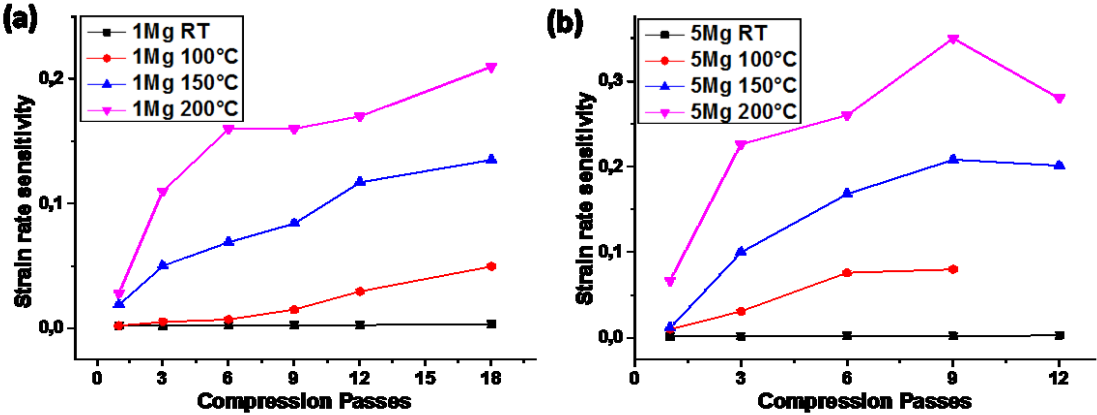 (a)
1Mg RT
1Mg 100°C
1Mg 150°C
1Mg 200°C
0,2
0,1
0,0
Strain rate sensitivity
0 3 6 9 12 15 18
Compression Passes
(b)
5Mg RT
5Mg 100°C
5Mg 150°C
5Mg 200°C
0,3
0,2
0,1
0,0
Strain rate sensitivity
0 3 6 9 12
Compression Passes